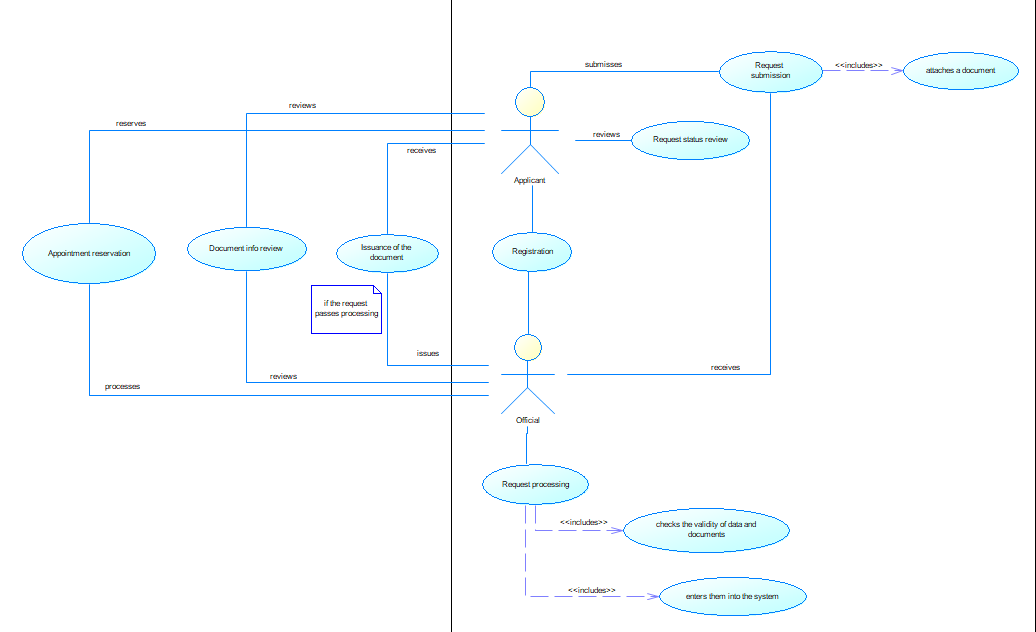 submisses
Request
submission
<<includes>>
attaches a document
reviews
reserves
receives
reviews
Request status review
Applicant
Appointment reservation
Document info review
Issuance of the
document
Registration
if the request
passes processing
issues
reviews
processes
receives
Official
Request processing
<<includes>>
checks the validity of data and
documents
<<includes>>
enters them into the system